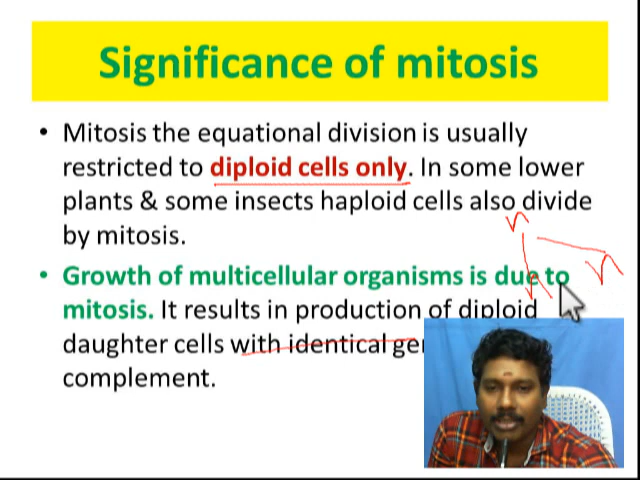 Significance of mitosis
• Mitosis the equational division is usually
restricted to diploid cells only. In some lower
plants & some insects haploid cells also divide
by mitosis.
n
n
n
• Growth of multicellular organisms is due to
mitosis. It results in production of diploid
daughter cells with identical
complement.